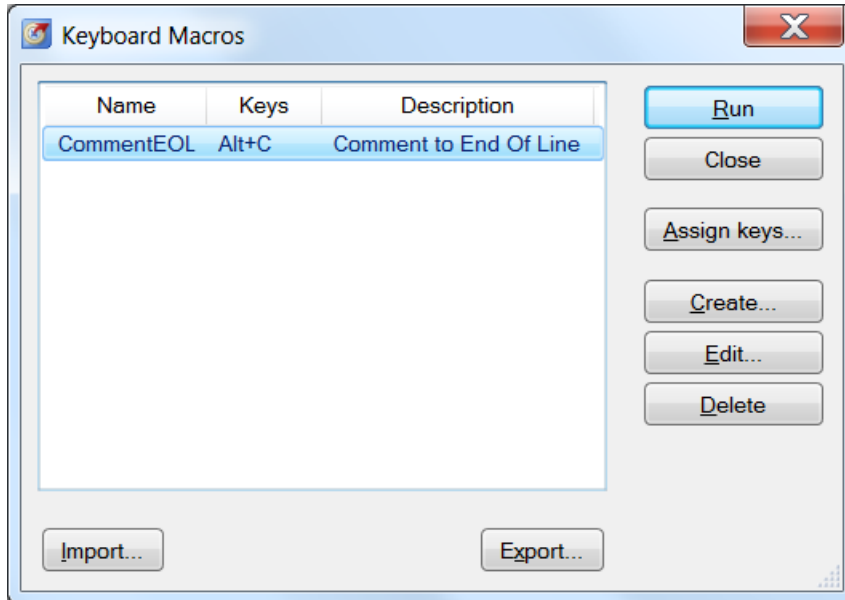 Keyboard Macros
Name Keys Description
CommentEOL Alt+C Comment to End Of Line
Run
Close
Assign keys...
Create...
Edit...
Delete
Import... Export...